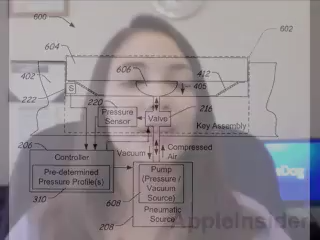 600
602
604
402
606
412
405
222
S
220
Pressure
Sensor
Valve
216
Key Assembly
206
Controller
Vacuum
Compressed
Air
Pre-determined
Pressure Profile(s)
Pump
(Pressure /
Vacuum
Source)
310
608
Pneumatic
Source
208
AppleInsider